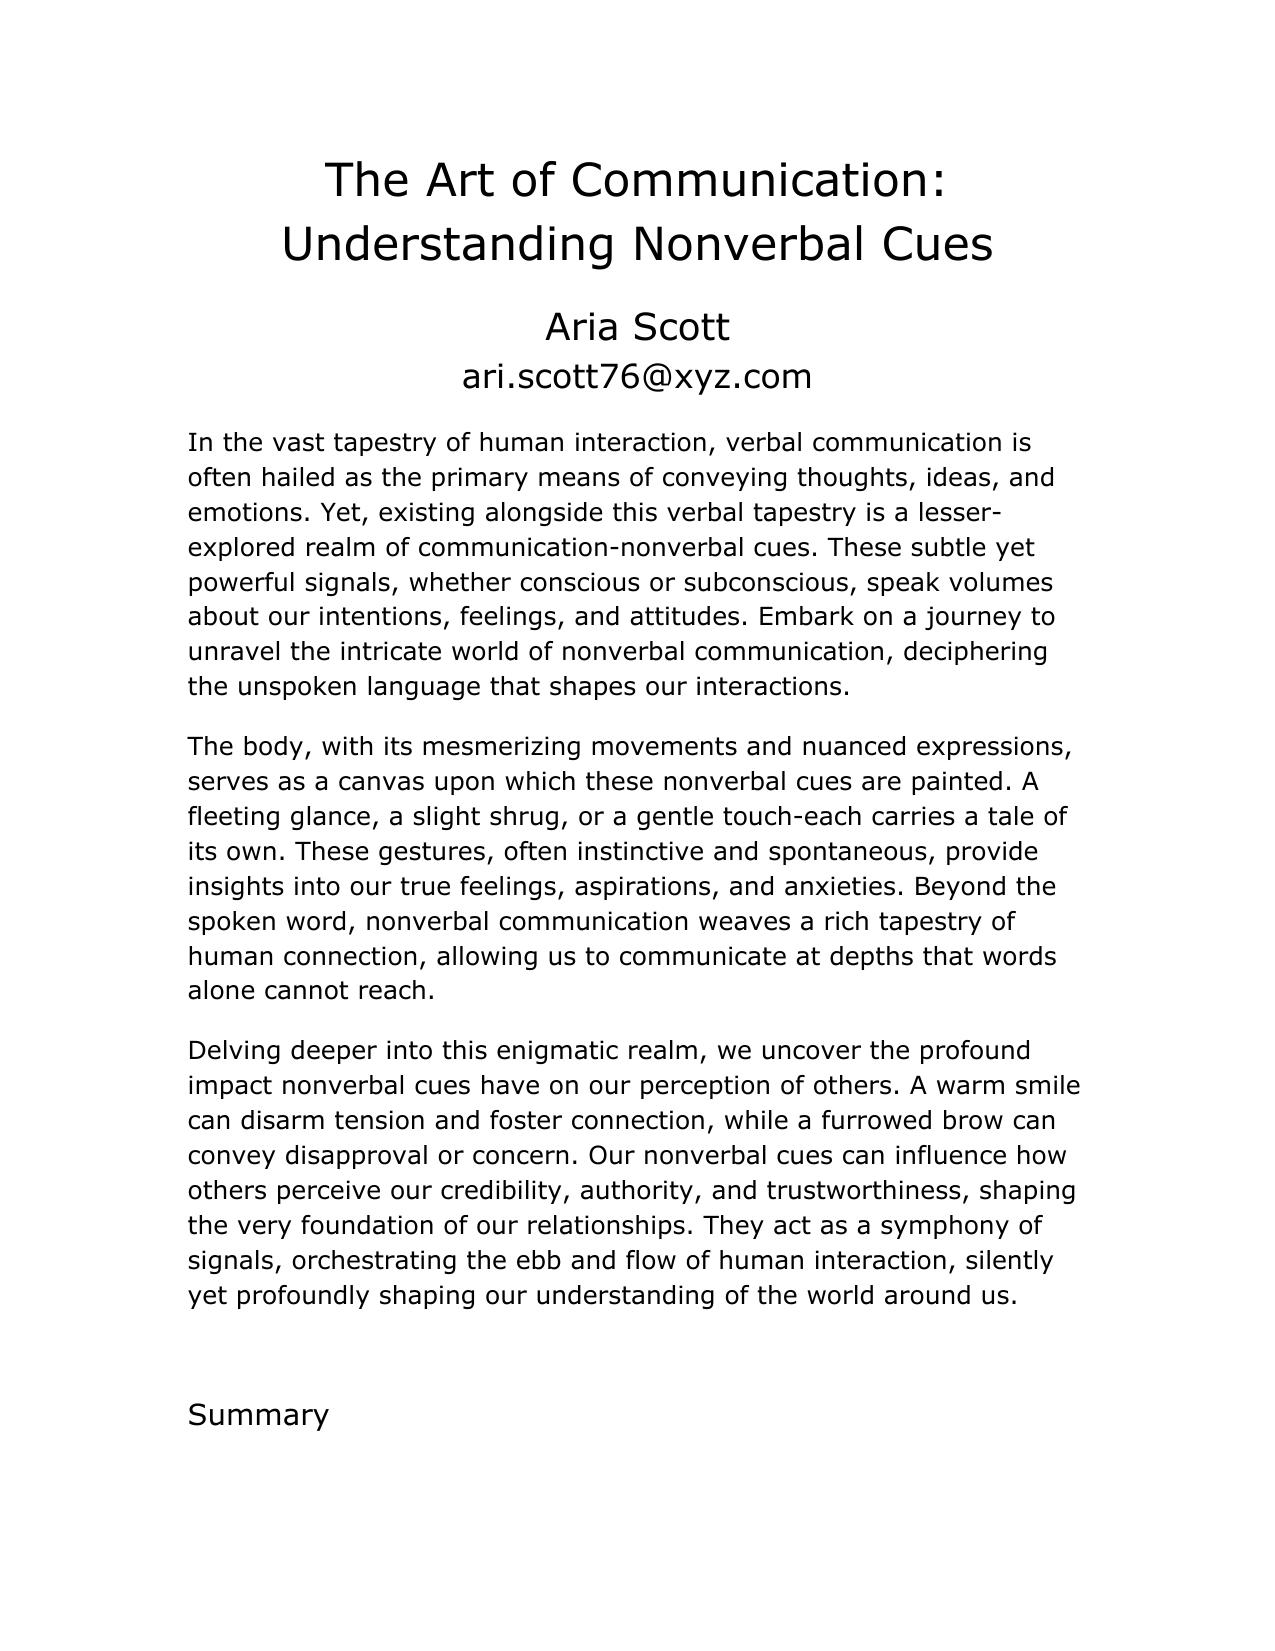 The Art of Communication:
Understanding Nonverbal Cues
Aria Scott
ari.scott76@xyz.com
In the vast tapestry of human interaction, verbal communication is
often hailed as the primary means of conveying thoughts, ideas, and
emotions. Yet, existing alongside this verbal tapestry is a lesser-
explored realm of communication-nonverbal cues. These subtle yet
powerful signals, whether conscious or subconscious, speak volumes
about our intentions, feelings, and attitudes. Embark on a journey to
unravel the intricate world of nonverbal communication, deciphering
the unspoken language that shapes our interactions.
The body, with its mesmerizing movements and nuanced expressions,
serves as a canvas upon which these nonverbal cues are painted. A
fleeting glance, a slight shrug, or a gentle touch-each carries a tale of
its own. These gestures, often instinctive and spontaneous, provide
insights into our true feelings, aspirations, and anxieties. Beyond the
spoken word, nonverbal communication weaves a rich tapestry of
human connection, allowing us to communicate at depths that words
alone cannot reach.
Delving deeper into this enigmatic realm, we uncover the profound
impact nonverbal cues have on our perception of others. A warm smile
can disarm tension and foster connection, while a furrowed brow can
convey disapproval or concern. Our nonverbal cues can influence how
others perceive our credibility, authority, and trustworthiness, shaping
the very foundation of our relationships. They act as a symphony of
signals, orchestrating the ebb and flow of human interaction, silently
yet profoundly shaping our understanding of the world around us.
Summary